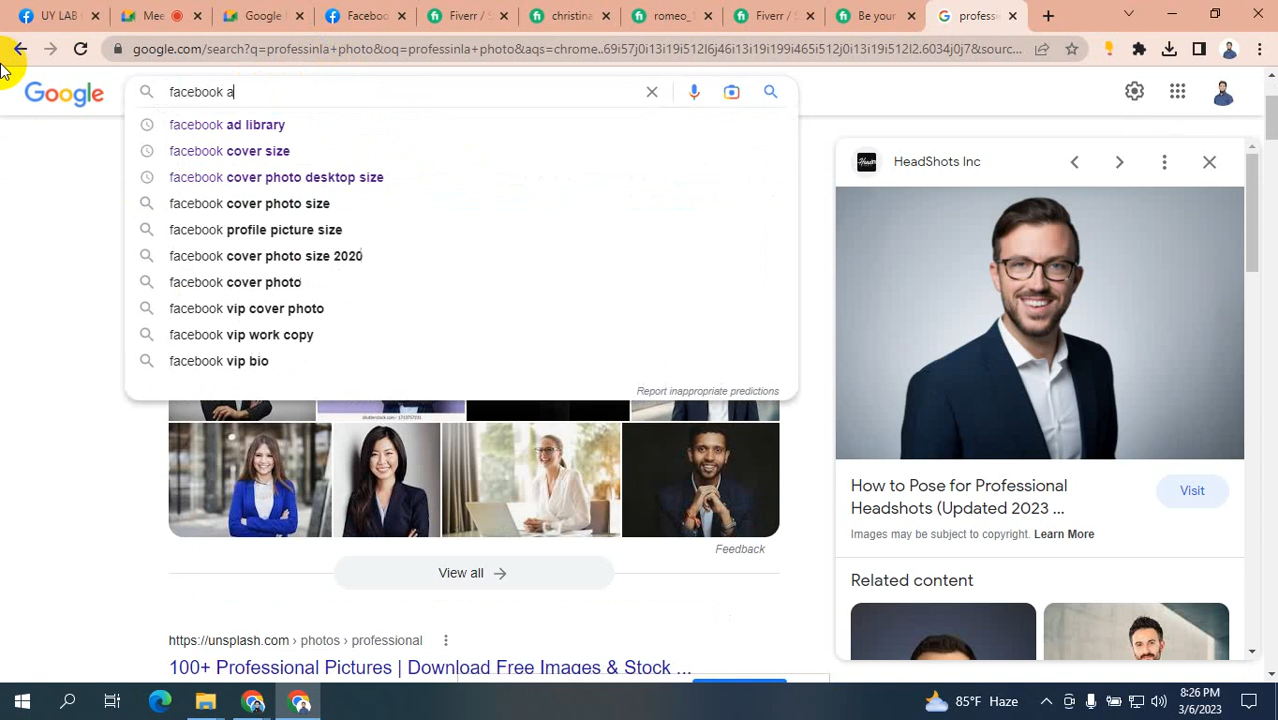 UY LAB
Mee
Google
Faceboo
Fiverr / S
christina
romeo_1
Fiverr / S
Be your
profess
google.com/search?q=professinla+photo&oq=professinla+photo&aqs=chrome..69i57j0i13i19i512l6j46i13i19i199i465i512j0i13i19i512l2.6034j0j7&sourc...
Google
facebook a
facebook ad library
facebook cover size
facebook cover photo desktop size
facebook cover photo size
facebook profile picture size
facebook cover photo size 2020
facebook cover photo
facebook vip cover photo
facebook vip work copy
facebook vip bio
Report inappropriate predictions
Feedback
View all
https://unsplash.com › photos › professional
100+ Professional Pictures | Download Free Images & Stock ...
HeadShots Inc
How to Pose for Professional
Headshots (Updated 2023 ...
Visit
Images may be subject to copyright. Learn More
Related content
85°F Haze
8:26 PM
3/6/2023